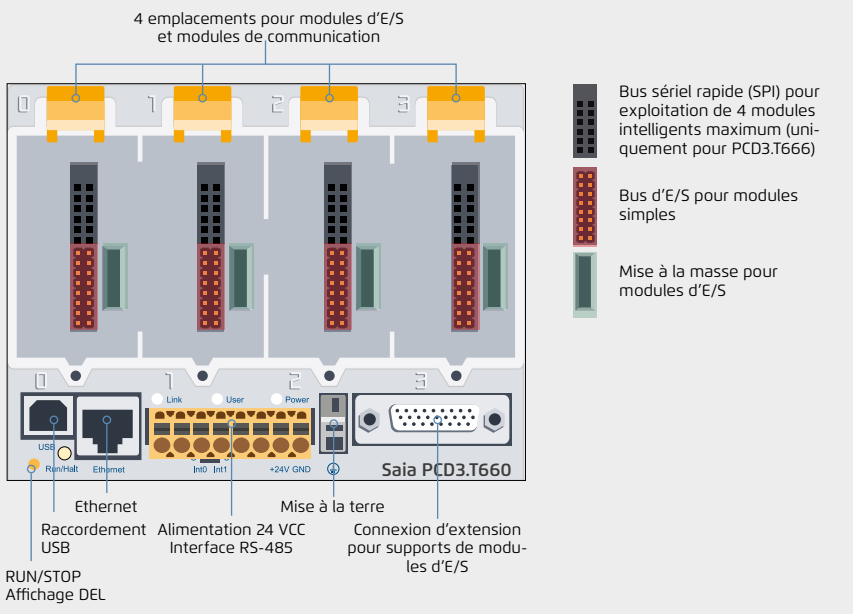 4 emplacements pour modules d'E/S
et modules de communication
0 1 2 3
Bus sériel rapide (SPI) pour
exploitation de 4 modules
intelligents maximum (uni-
quement pour PCD3.T666)
Bus d'E/S pour modules
simples
Mise à la masse pour
modules d'E/S
0 1 2 3
Link User Power
USB
Run/Halt Ethernet Int0 Int1 +24V GND
Saia PCD3.T660
Ethernet
Mise à la terre
Raccordement
USB
Alimentation 24 VCC
Interface RS-485
Connexion d'extension
pour supports de modu-
les d'E/S
RUN/STOP
Affichage DEL